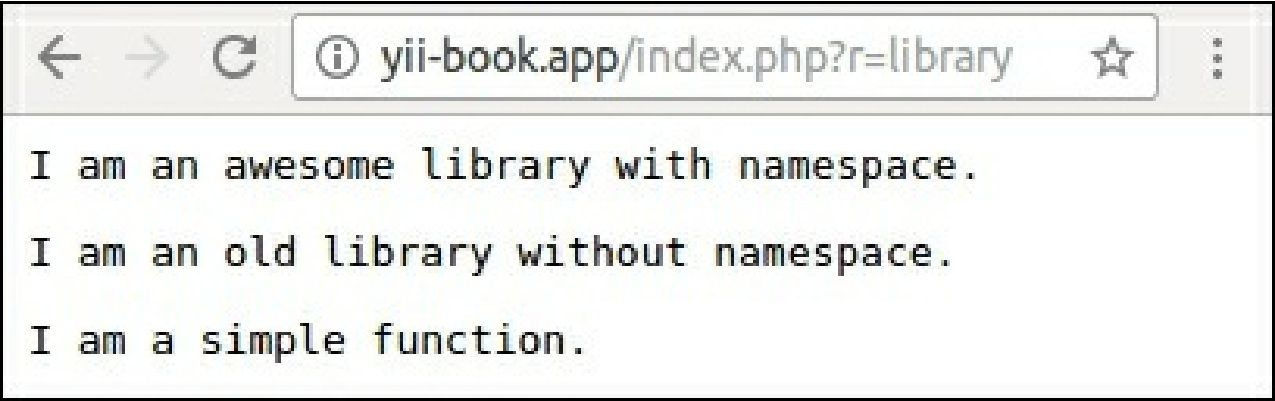 yii-book.app/index.php?r=library
I am an awesome library with namespace.
I am an old library without namespace.
I am a simple function.